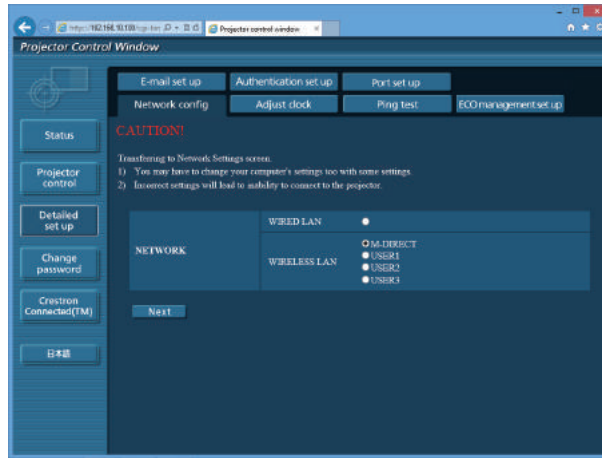 Projector control window
Projector Control Window
E-mail set up
Authentication set up
Port set up
Network config
Adjust clock
Ping test
ECO management set up
Status
Projector control
Detailed set up
Change password
Crestron Connected(TM)
日本語
CAUTION!
Transferring to Network Settings screen.
1) You may have to change your computer's settings too with some settings.
2) Incorrect settings will lead to inability to connect to the projector.
NETWORK
WIRED LAN
WIRELESS LAN
M-DIRECT
USER1
USER2
USER3
Next